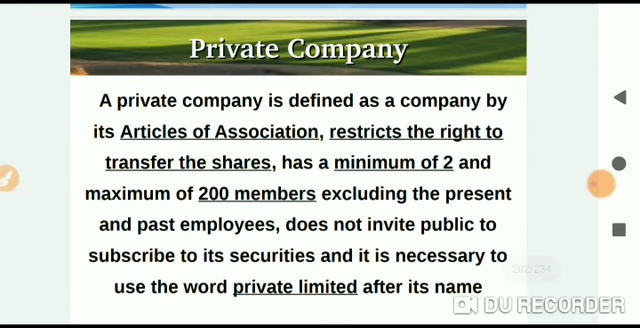 Private Company
A private company is defined as a company by
its Articles of Association, restricts the right to
transfer the shares, has a minimum of 2 and
maximum of 200 members excluding the present
and past employees, does not invite public to
subscribe to its securities and it is necessary to
202/234
use the word private limited after its name
DU RECORDER